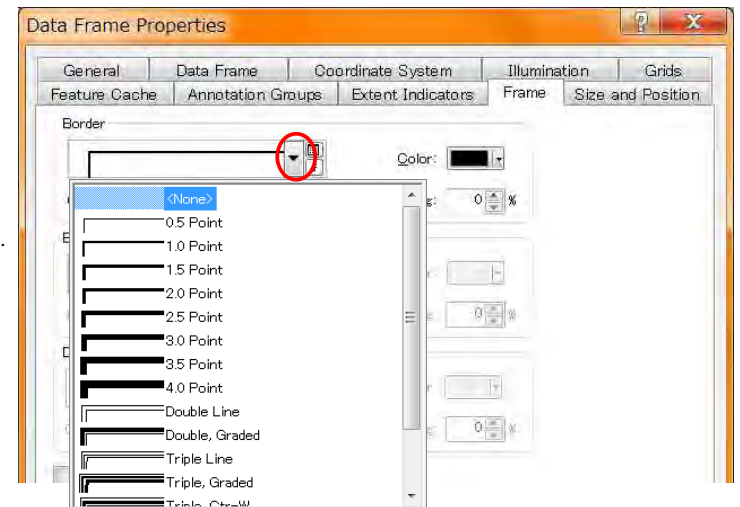 Data Frame Properties
General Data Frame Coordinate System Illumination Grids
Feature Cache Annotation Groups Extent Indicators Frame Size and Position
Border
Color:
<None>
0 %
0.5 Point
1.0 Point
1.5 Point
2.0 Point
2.5 Point
0 %
3.0 Point
3.5 Point
4.0 Point
Double Line
Double, Graded
0 %
Triple Line
Triple, Graded
Triple, Ctr-W